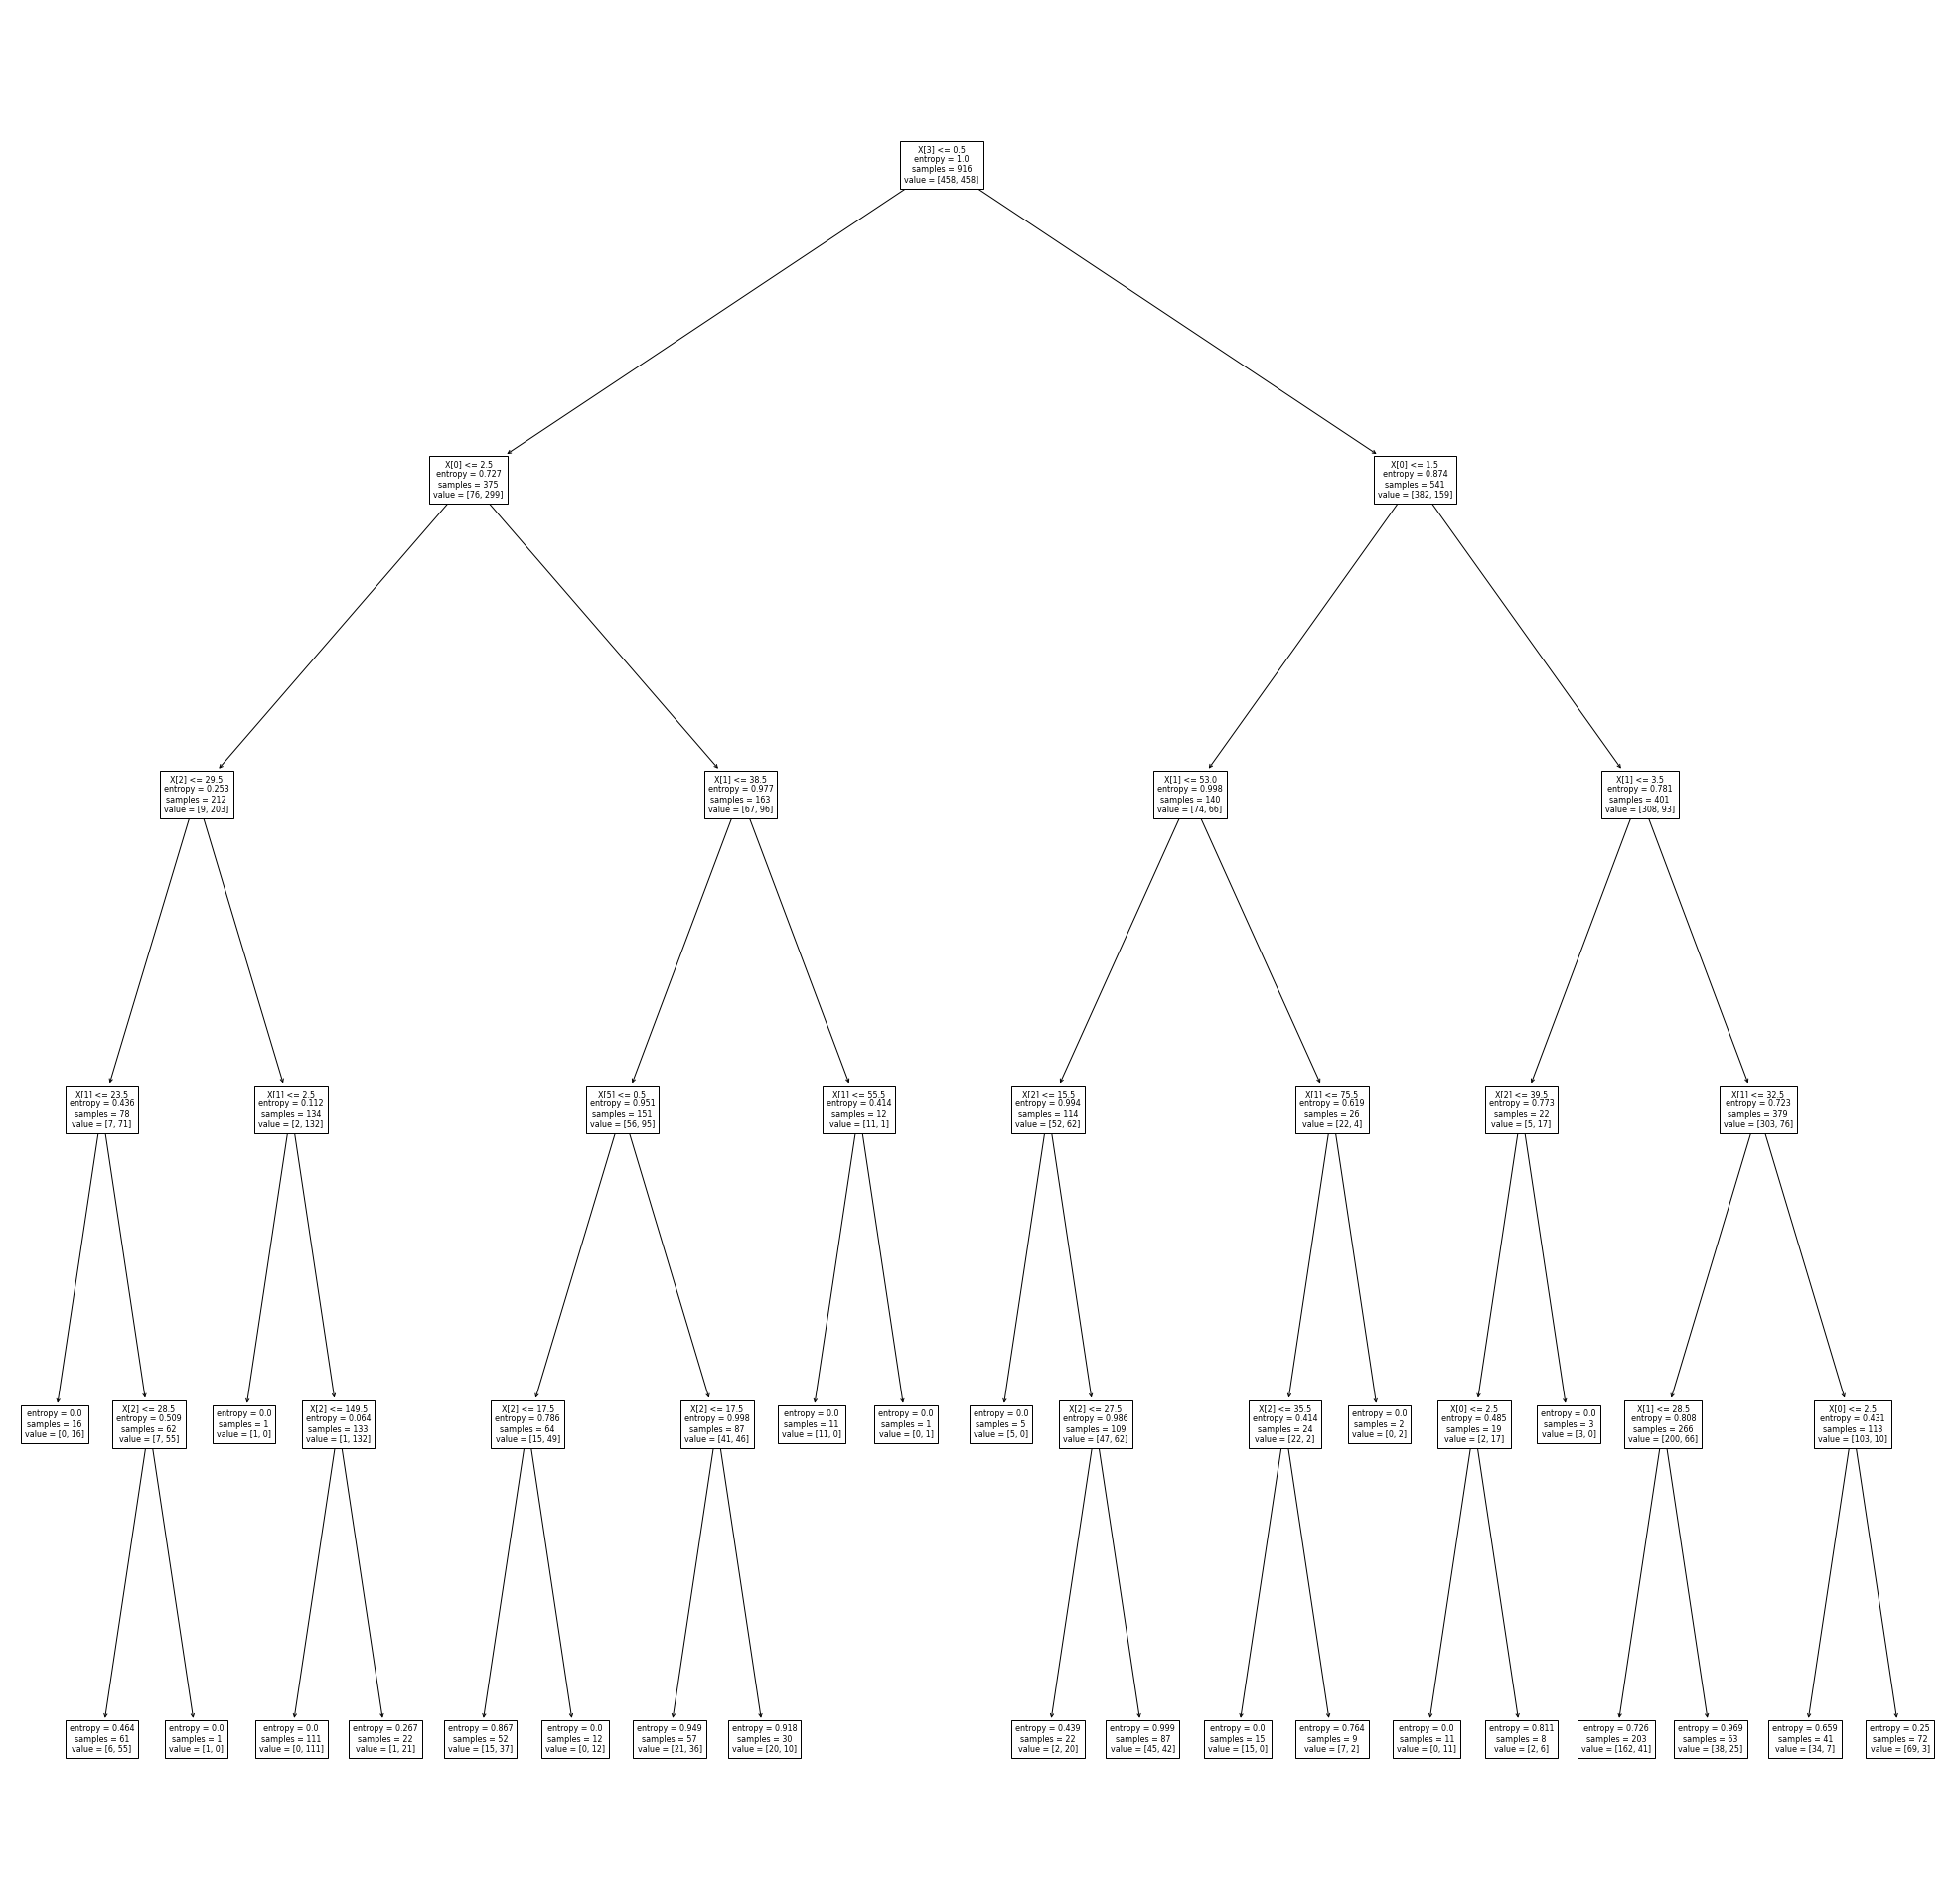 X[3] <= 0.5
entropy = 1.0
samples = 916
value = [458, 458]
X[0] <= 2.5
entropy = 0.727
samples = 375
value = [76, 299]
X[0] <= 1.5
entropy = 0.874
samples = 541
value = [382, 159]
X[2] <= 29.5
entropy = 0.253
samples = 212
value = [9, 203]
X[1] <= 38.5
entropy = 0.977
samples = 163
value = [67, 96]
X[1] <= 53.0
entropy = 0.998
samples = 140
value = [74, 66]
X[1] <= 3.5
entropy = 0.781
samples = 401
value = [308, 93]
X[1] <= 23.5
entropy = 0.436
samples = 78
value = [7, 71]
X[1] <= 2.5
entropy = 0.112
samples = 134
value = [2, 132]
X[5] <= 0.5
entropy = 0.951
samples = 151
value = [56, 95]
X[1] <= 55.5
entropy = 0.414
samples = 12
value = [11, 1]
X[2] <= 15.5
entropy = 0.994
samples = 114
value = [52, 62]
X[1] <= 75.5
entropy = 0.619
samples = 26
value = [22, 4]
X[2] <= 39.5
entropy = 0.773
samples = 22
value = [5, 17]
X[1] <= 32.5
entropy = 0.723
samples = 379
value = [303, 76]
entropy = 0.0
samples = 16
value = [0, 16]
X[2] <= 28.5
entropy = 0.509
samples = 62
value = [7, 55]
entropy = 0.0
samples = 1
value = [1, 0]
X[2] <= 149.5
entropy = 0.064
samples = 133
value = [1, 132]
X[2] <= 17.5
entropy = 0.786
samples = 64
value = [15, 49]
X[2] <= 17.5
entropy = 0.998
samples = 87
value = [41, 46]
entropy = 0.0
samples = 11
value = [11, 0]
entropy = 0.0
samples = 1
value = [0, 1]
entropy = 0.0
samples = 5
value = [5, 0]
X[2] <= 27.5
entropy = 0.986
samples = 109
value = [47, 62]
X[2] <= 35.5
entropy = 0.414
samples = 24
value = [22, 2]
entropy = 0.0
samples = 2
value = [0, 2]
X[0] <= 2.5
entropy = 0.485
samples = 19
value = [2, 17]
entropy = 0.0
samples = 3
value = [3, 0]
X[1] <= 28.5
entropy = 0.808
samples = 266
value = [200, 66]
X[0] <= 2.5
entropy = 0.431
samples = 113
value = [103, 10]
entropy = 0.464
samples = 61
value = [6, 55]
entropy = 0.0
samples = 1
value = [1, 0]
entropy = 0.0
samples = 111
value = [0, 111]
entropy = 0.267
samples = 22
value = [1, 21]
entropy = 0.867
samples = 52
value = [15, 37]
entropy = 0.0
samples = 12
value = [0, 12]
entropy = 0.949
samples = 57
value = [21, 36]
entropy = 0.918
samples = 30
value = [20, 10]
entropy = 0.439
samples = 22
value = [2, 20]
entropy = 0.999
samples = 87
value = [45, 42]
entropy = 0.0
samples = 15
value = [15, 0]
entropy = 0.764
samples = 9
value = [7, 2]
entropy = 0.0
samples = 11
value = [0, 11]
entropy = 0.811
samples = 8
value = [2, 6]
entropy = 0.726
samples = 203
value = [162, 41]
entropy = 0.969
samples = 63
value = [38, 25]
entropy = 0.659
samples = 41
value = [34, 7]
entropy = 0.25
samples = 72
value = [69, 3]